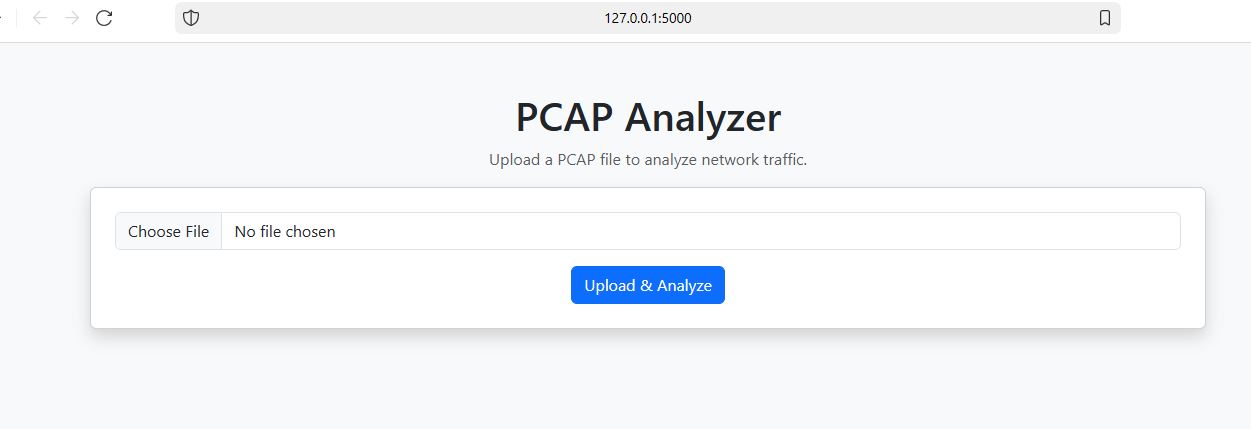 127.0.0.1:5000
PCAP Analyzer
Upload a PCAP file to analyze network traffic.
Choose File No file chosen
Upload & Analyze